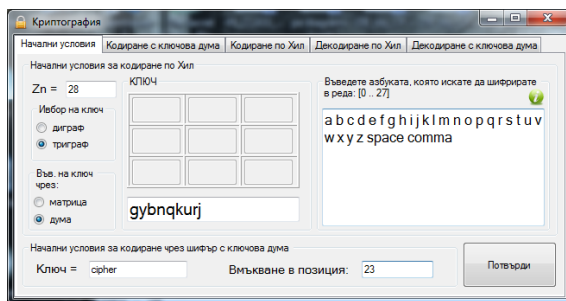 Криптография
Начални условия Кодиране с ключова дума Кодиране по Хил Декодиране по Хил Декодиране с ключова дума
Начални условия за кодиране по Хил
Zn = 28
КЛЮЧ
Въведете азбуката, която искате да шифрирате
в реда: [0 .. 27]
Избор на ключ
диграф
триграф
a b c d e f g h i j k l m n o p q r s t u v
w x y z space comma
Във. на ключ
чрез:
матрица
дума
gybnqkurj
Начални условия за кодиране чрез шифър с ключова дума
Ключ = cipher
Вмъкване в позиция: 23
Потвърди